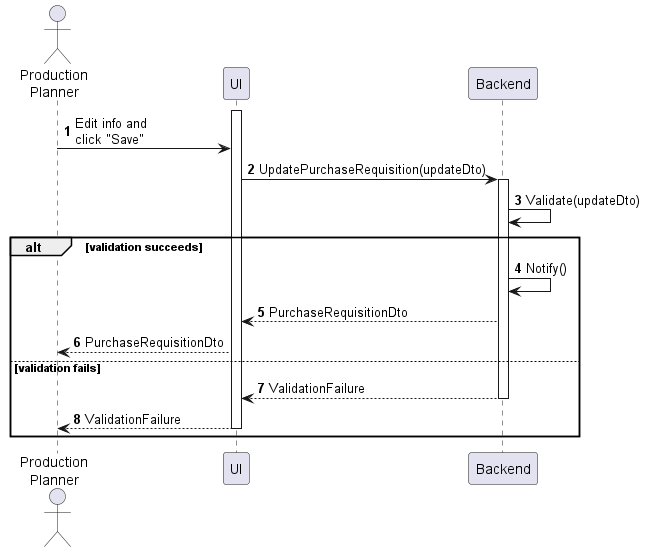 Production
Planner
UI
Backend
1 Edit info and
click "Save"
2 UpdatePurchaseRequisition(updateDto)
3 Validate(updateDto)
alt [validation succeeds]
4 Notify()
5 PurchaseRequisitionDto
6 PurchaseRequisitionDto
[validation fails]
7 ValidationFailure
8 ValidationFailure
Production
Planner
UI
Backend